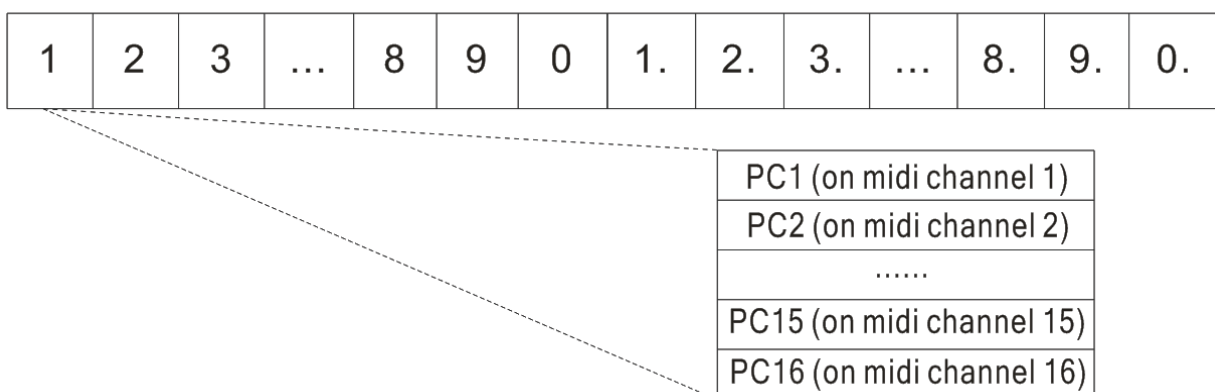 1 2 3 ... 8 9 0 1. 2. 3. ... 8. 9. 0.
PC1 (on midi channel 1)
PC2 (on midi channel 2)
......
PC15 (on midi channel 15)
PC16 (on midi channel 16)